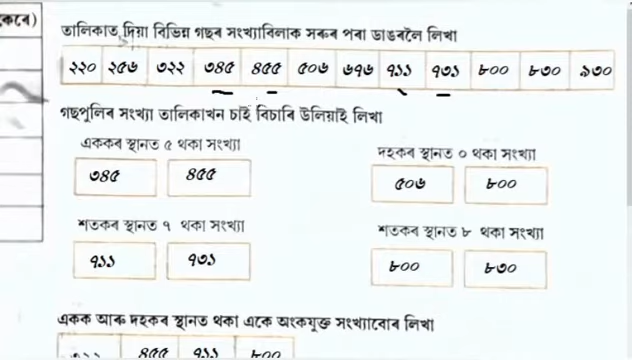 কৰে)
তালিকাত দিয়া বিভিন্ন গছৰ সংখ্যাবিলাক সৰুৰ পৰা ডাঙৰলৈ লিখা
২২০ ২৫৬ ৩২২ ৩৪৫ ৪৫৫ ৫০৬ ৬৭৬ ৭১১ ৭৩১ ৮০০ ৮৩০ ৯৩০
গছপুলিৰ সংখ্যা তালিকাখন চাই বিচাৰি উলিয়াই লিখা
এককৰ স্থানত ৫ থকা সংখ্যা
৩৪৫ ৪৫৫
দহকৰ স্থানত ০ থকা সংখ্যা
৫০৬ ৮০০
শতকৰ স্থানত ৭ থকা সংখ্যা
৭১১ ৭৩১
শতকৰ স্থানত ৮ থকা সংখ্যা
৮০০ ৮৩০
একক আৰু দহকৰ স্থানত থকা একে অংকযুক্ত সংখ্যাবোৰ লিখা
৪৫৫ ৭১১ ৮০০